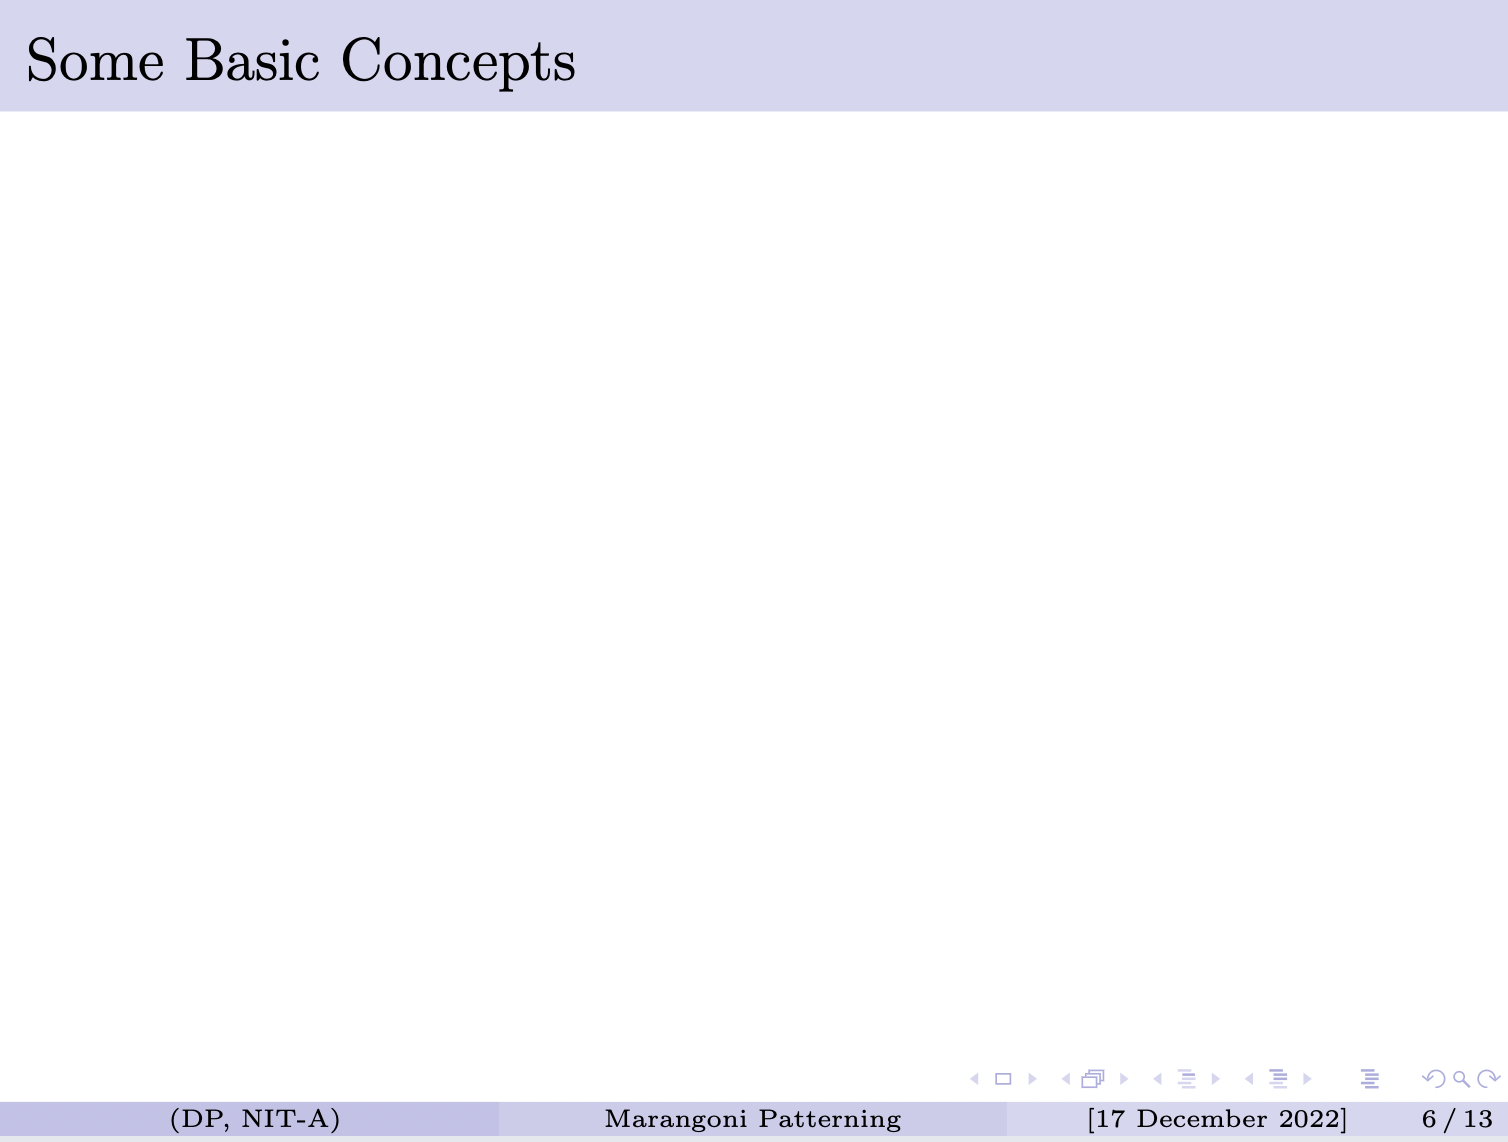 Some Basic Concepts
(DP, NIT-A) Marangoni Patterning [17 December 2022] 6 / 13